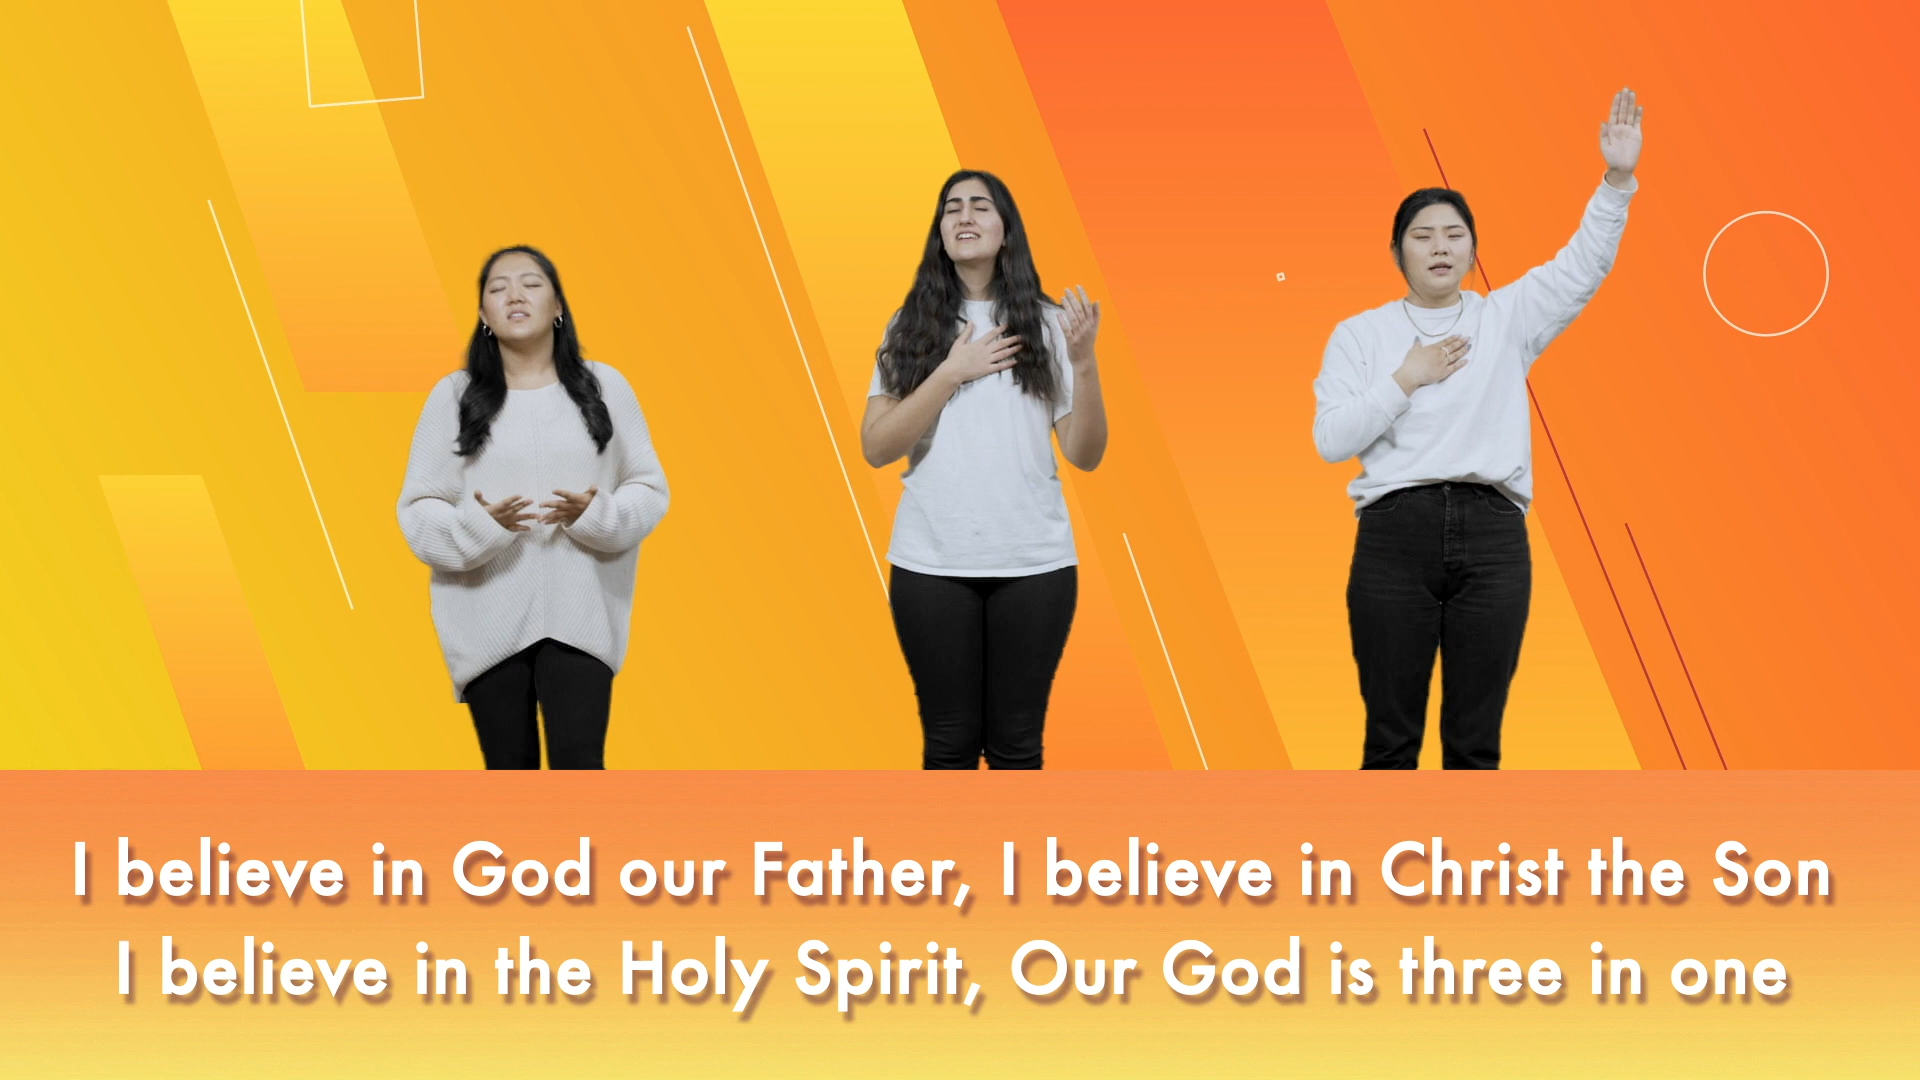 I believe in God our Father, I believe in Christ the Son
I believe in the Holy Spirit, Our God is three in one